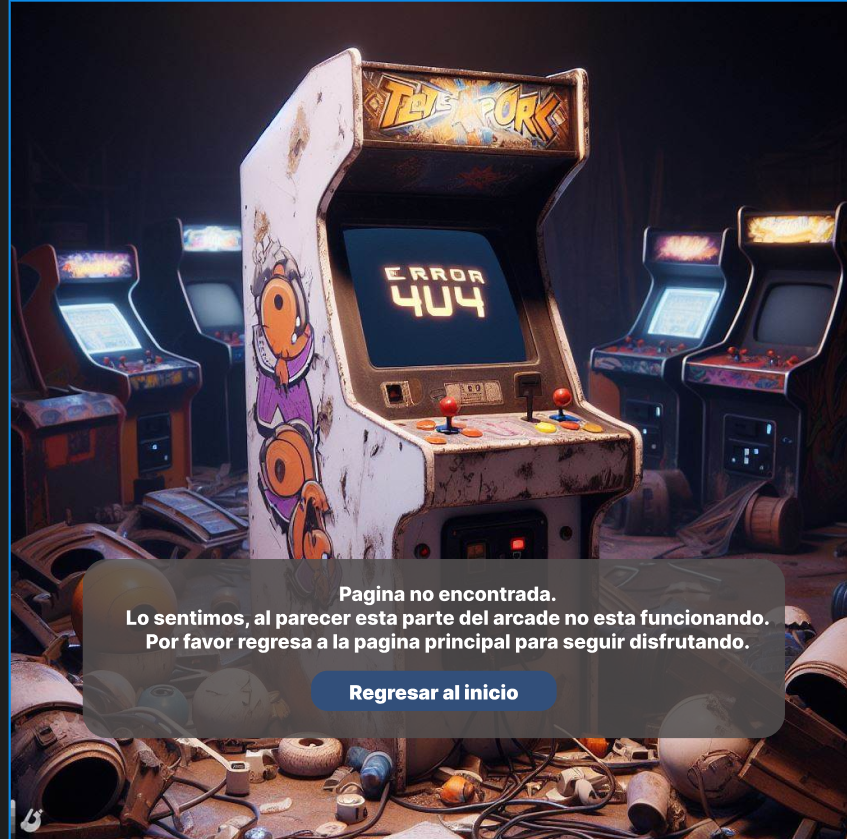 ERROR
404
Pagina no encontrada.
Lo sentimos, al parecer esta parte del arcade no esta funcionando.
Por favor regresa a la pagina principal para seguir disfrutando.
Regresar al inicio